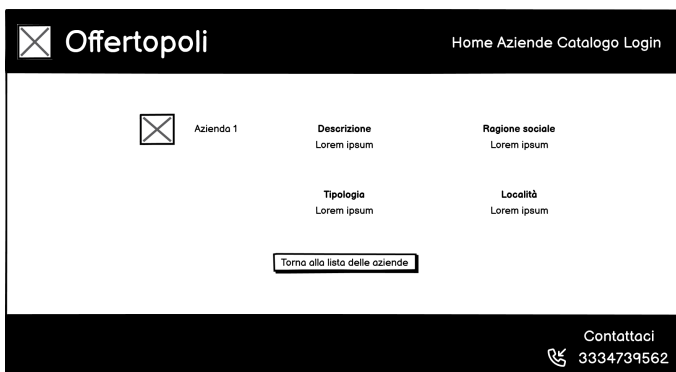 Offertopoli
Home Aziende Catalogo Login
Azienda 1
Descrizione
Lorem ipsum
Ragione sociale
Lorem ipsum
Tipologia
Lorem ipsum
Località
Lorem ipsum
Torna alla lista delle aziende
Contattaci
3334739562